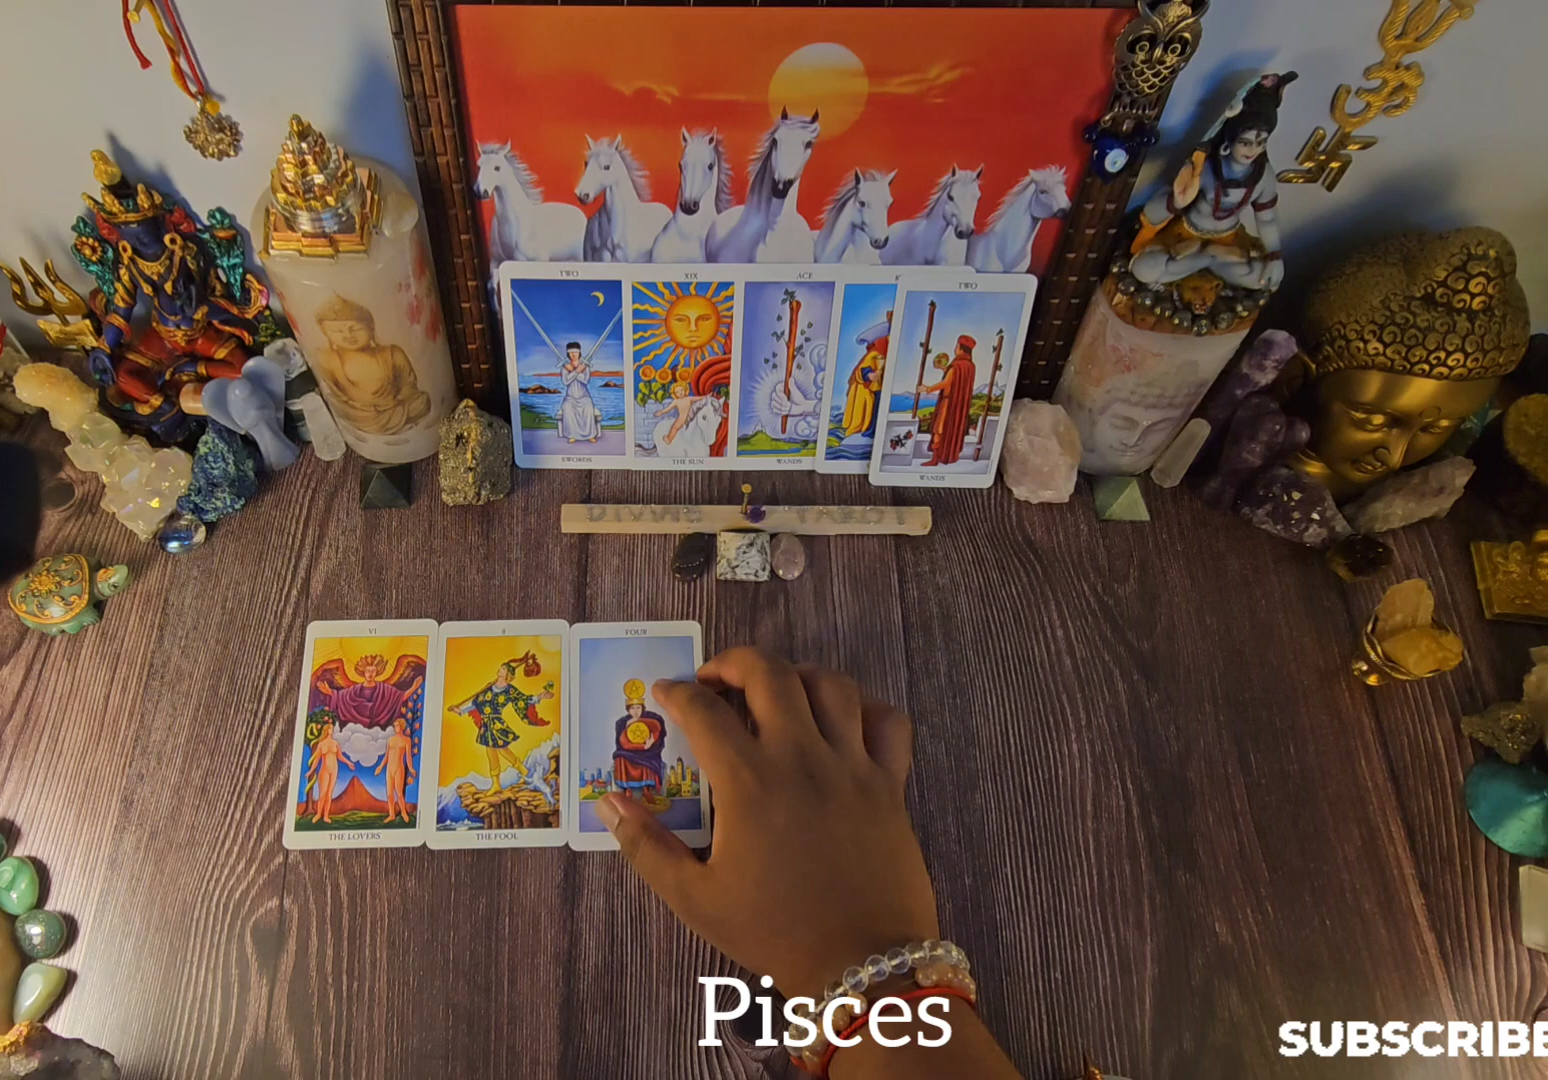 TWO
XIX
ACE
TWO
SWORDS
THE SUN
WANDS
WANDS
VI
FOUR
THE LOVERS
THE FOOL
Pisces
SUBSCRIBE